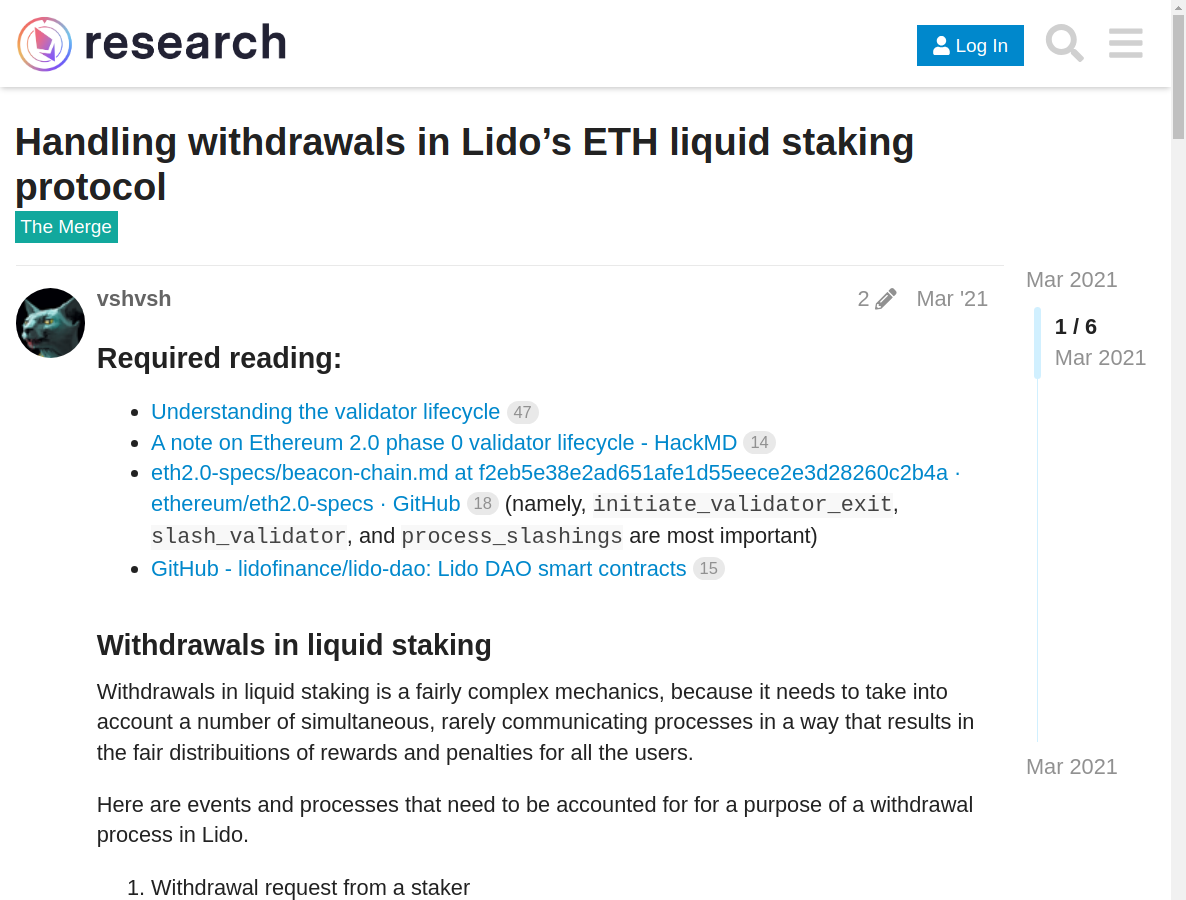 research
Log In
Handling withdrawals in Lido’s ETH liquid staking
protocol
The Merge
vshvsh
2
Mar '21
Mar 2021
1 / 6
Mar 2021
Required reading:
Understanding the validator lifecycle 47
A note on Ethereum 2.0 phase 0 validator lifecycle - HackMD 14
eth2.0-specs/beacon-chain.md at f2eb5e38e2ad651afe1d55eece2e3d28260c2b4a ·
ethereum/eth2.0-specs · GitHub 18 (namely, initiate_validator_exit,
slash_validator, and process_slashings are most important)
GitHub - lidofinance/lido-dao: Lido DAO smart contracts 15
Withdrawals in liquid staking
Withdrawals in liquid staking is a fairly complex mechanics, because it needs to take into
account a number of simultaneous, rarely communicating processes in a way that results in
the fair distribuitions of rewards and penalties for all the users.
Mar 2021
Here are events and processes that need to be accounted for for a purpose of a withdrawal
process in Lido.
1. Withdrawal request from a staker